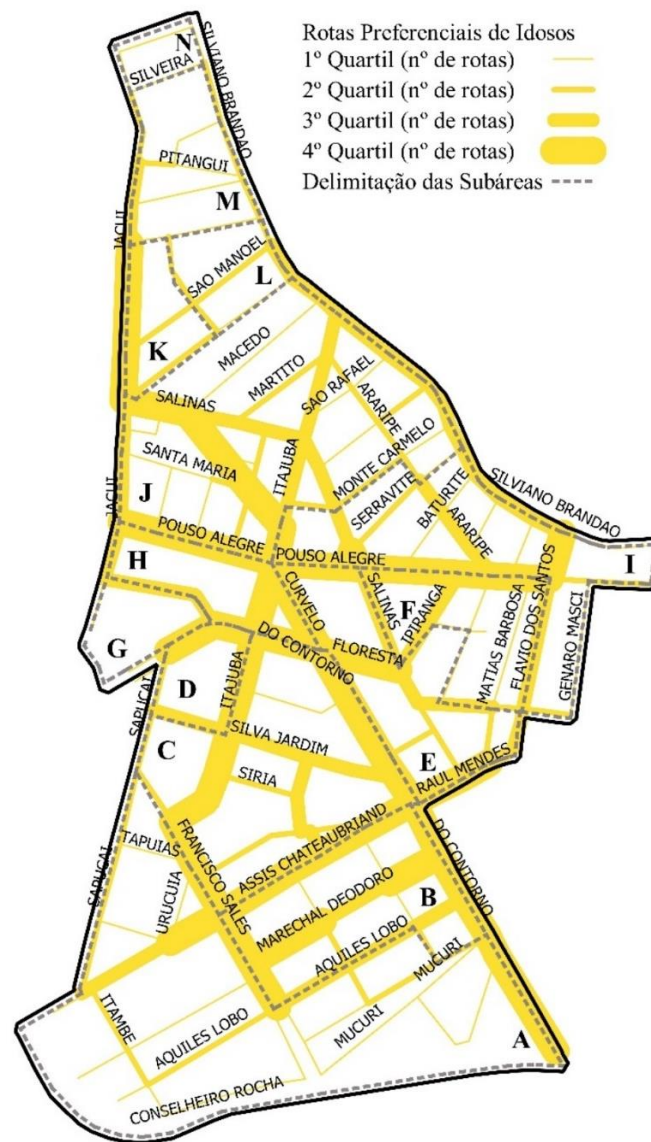 Rotas Preferenciais de Idosos
1º Quartil (nº de rotas)
2º Quartil (nº de rotas)
3º Quartil (nº de rotas)
4º Quartil (nº de rotas)
Delimitação das Subáreas
N
SILVEIRA
SILVIANO BRANDAO
PITANGUI
M
JACUI
SAO MANOEL
L
K
MACEDO
MARTITO
SAO RAFAEL
ARARIPE
SALINAS
ITAJUBA
MONTE CARMELO
SANTA MARIA
SERRAVITE
BATURITE
ARARIPE
SILVIANO BRANDAO
J
JACUI
POUSO ALEGRE
POUSO ALEGRE
H
I
CURVELO
SALINAS
F
IPIRANGA
MATIAS BARBOSA
FLAVIO DOS SANTOS
GENARO MASCI
DO CONTORNO
FLORESTA
G
SAPUCAI
D
ITAJUBA
C
SILVA JARDIM
SIRIA
E
RAUL MENDES
TAPUIAS
FRANCISCO SALES
ASSIS CHATEAUBRIAND
DO CONTORNO
SAPUCAI
URUCUIA
MARECHAL DEODORO
B
AQUILES LOBO
MUCURI
ITAMBE
AQUILES LOBO
MUCURI
A
CONSELHEIRO ROCHA